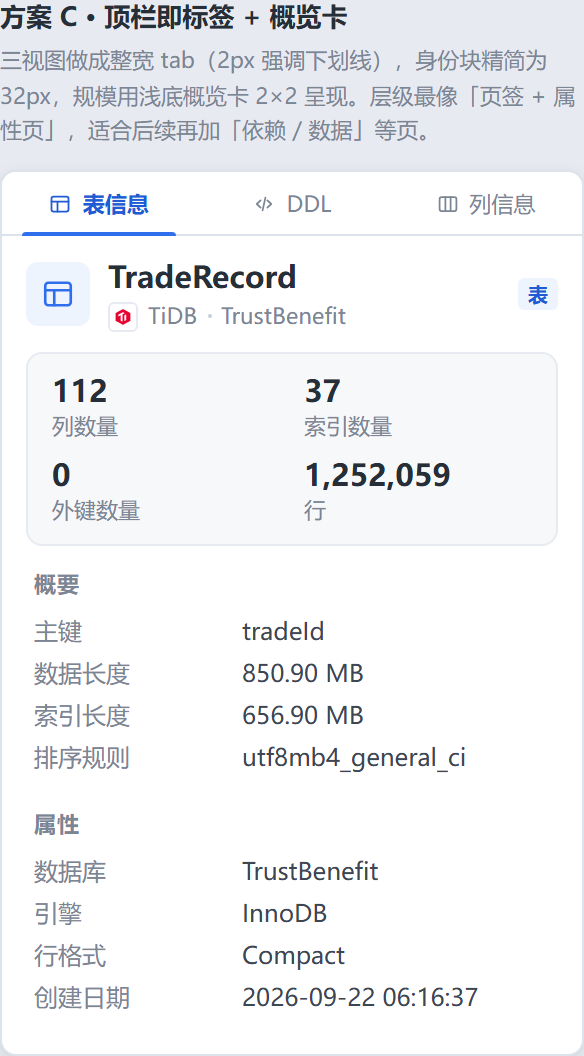 方案 C • 顶栏即标签 + 概览卡
三视图做成整宽 tab（2px 强调下划线），身份块精简为
32px，规模用浅底概览卡 2×2 呈现。层级最像「页签 + 属
性页」，适合后续再加「依赖 / 数据」等页。
表信息 DDL 列信息
TradeRecord
TiDB · TrustBenefit
表
112 37
列数量 索引数量
0 1,252,059
外键数量 行
概要
主键 tradeId
数据长度 850.90 MB
索引长度 656.90 MB
排序规则 utf8mb4_general_ci
属性
数据库 TrustBenefit
引擎 InnoDB
行格式 Compact
创建日期 2026-09-22 06:16:37